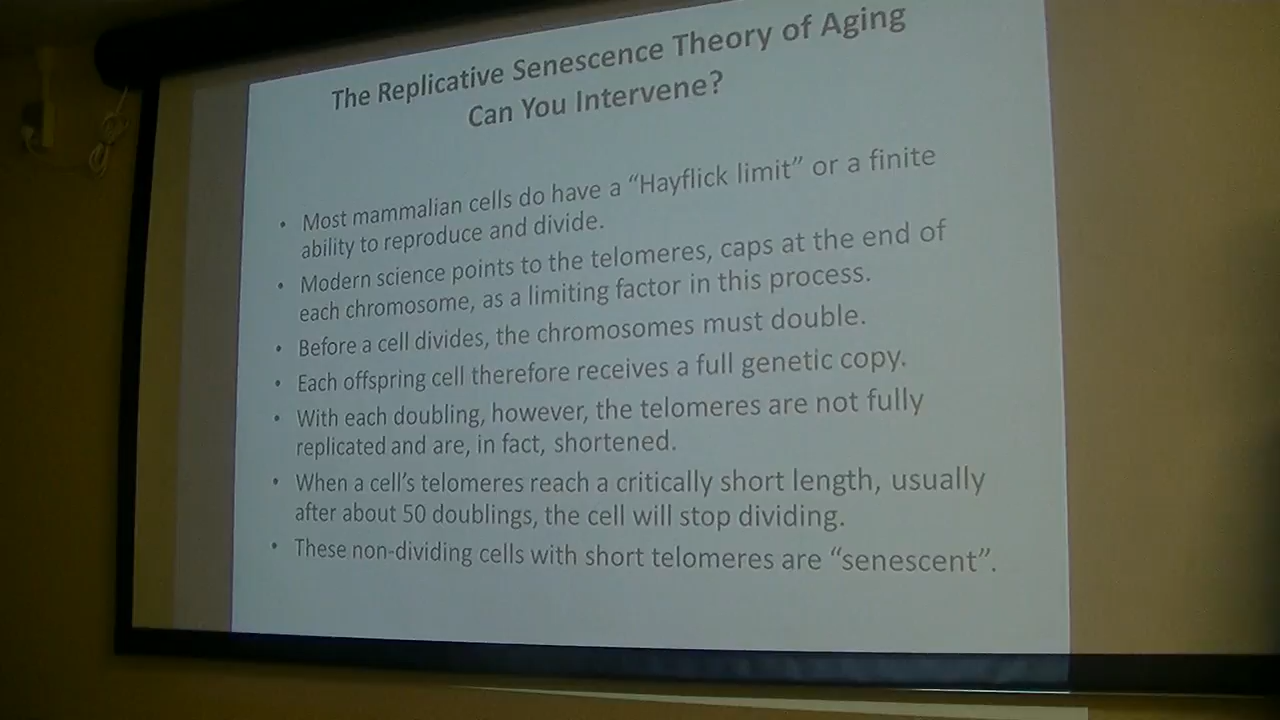 The Replicative Senescence Theory of Aging
Can You Intervene?
• Most mammalian cells do have a “Hayflick limit” or a finite
ability to reproduce and divide.
• Modern science points to the telomeres, caps at the end of
each chromosome, as a limiting factor in this process.
• Before a cell divides, the chromosomes must double.
• Each offspring cell therefore receives a full genetic copy.
• With each doubling, however, the telomeres are not fully
replicated and are, in fact, shortened.
• When a cell’s telomeres reach a critically short length, usually
after about 50 doublings, the cell will stop dividing.
• These non-dividing cells with short telomeres are “senescent”.